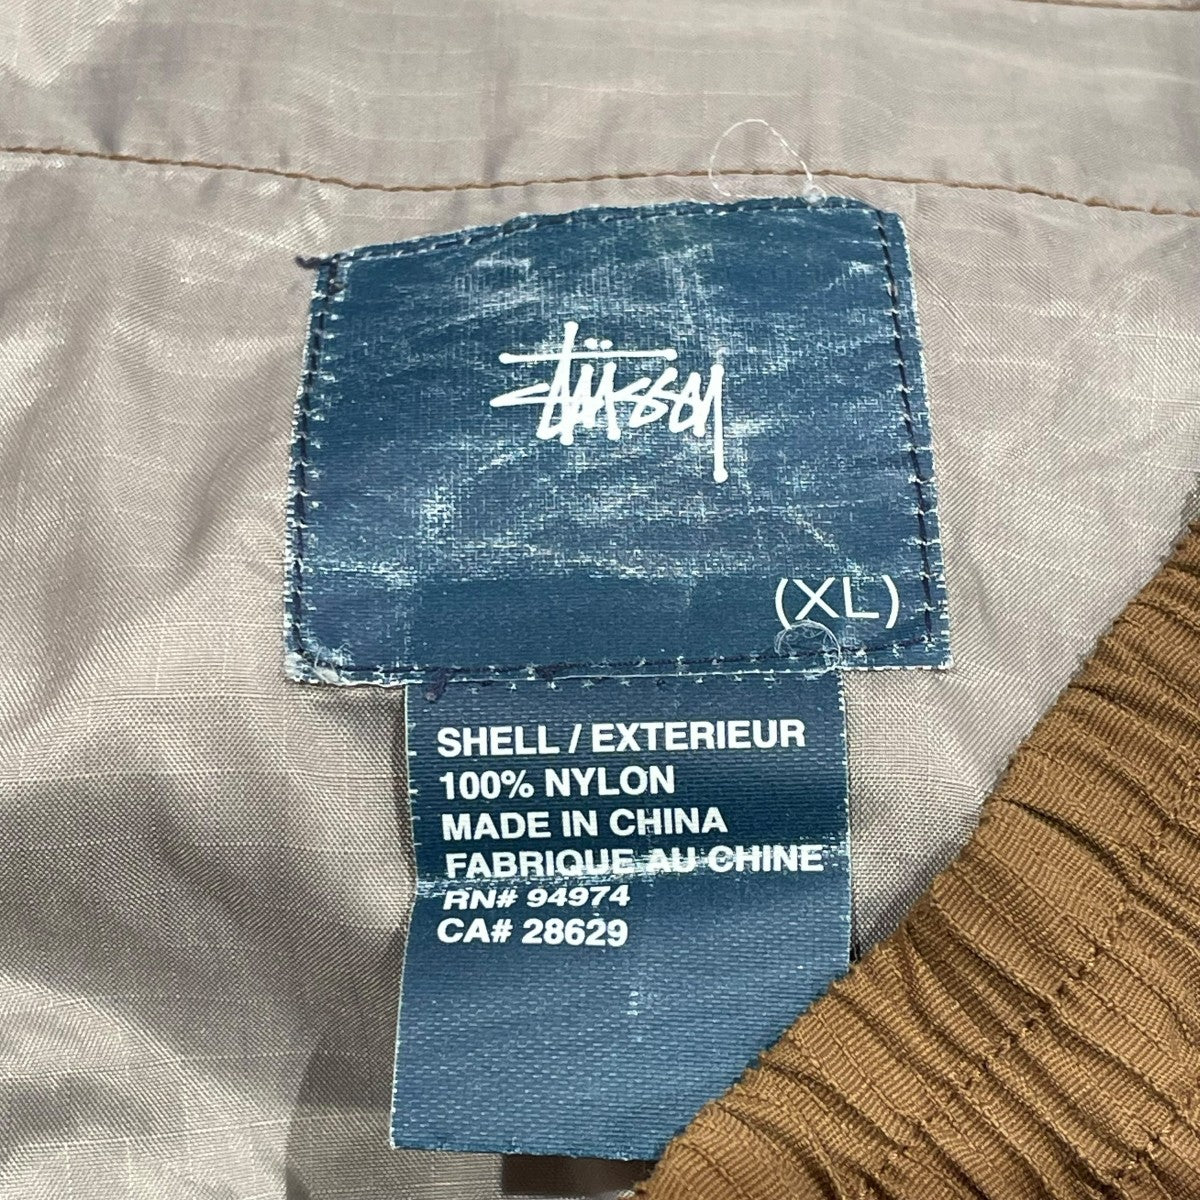 Stüssy
(XL)
SHELL / EXTERIEUR
100% NYLON
MADE IN CHINA
FABRIQUE AU CHINE
RN# 94974
CA# 28629